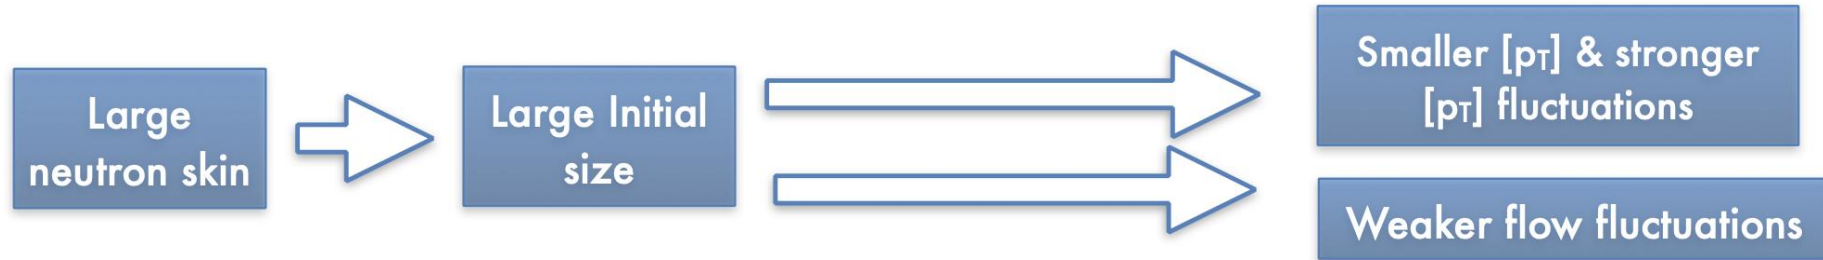 Large
neutron skin
Large Initial
size
Smaller [pT] & stronger
[pT] fluctuations
Weaker flow fluctuations